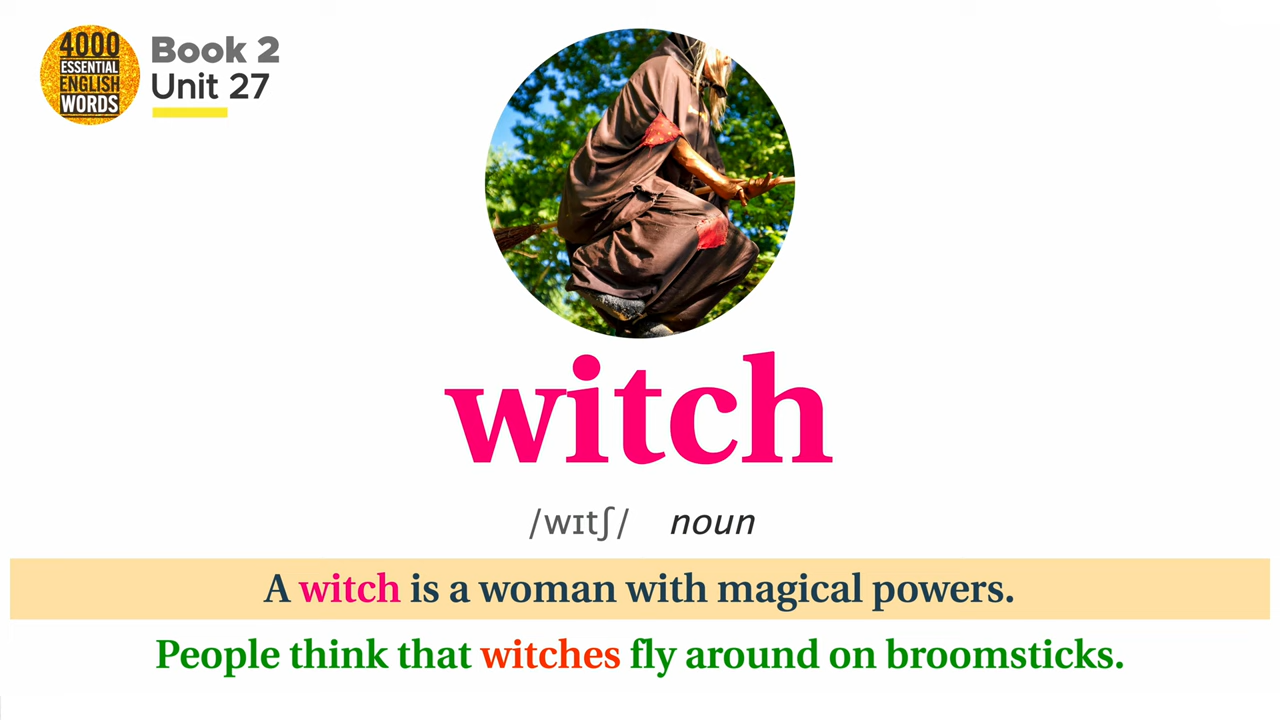 4000
ESSENTIAL
ENGLISH
WORDS
Book 2
Unit 27
witch
/wɪtʃ/ noun
A witch is a woman with magical powers.
People think that witches fly around on broomsticks.